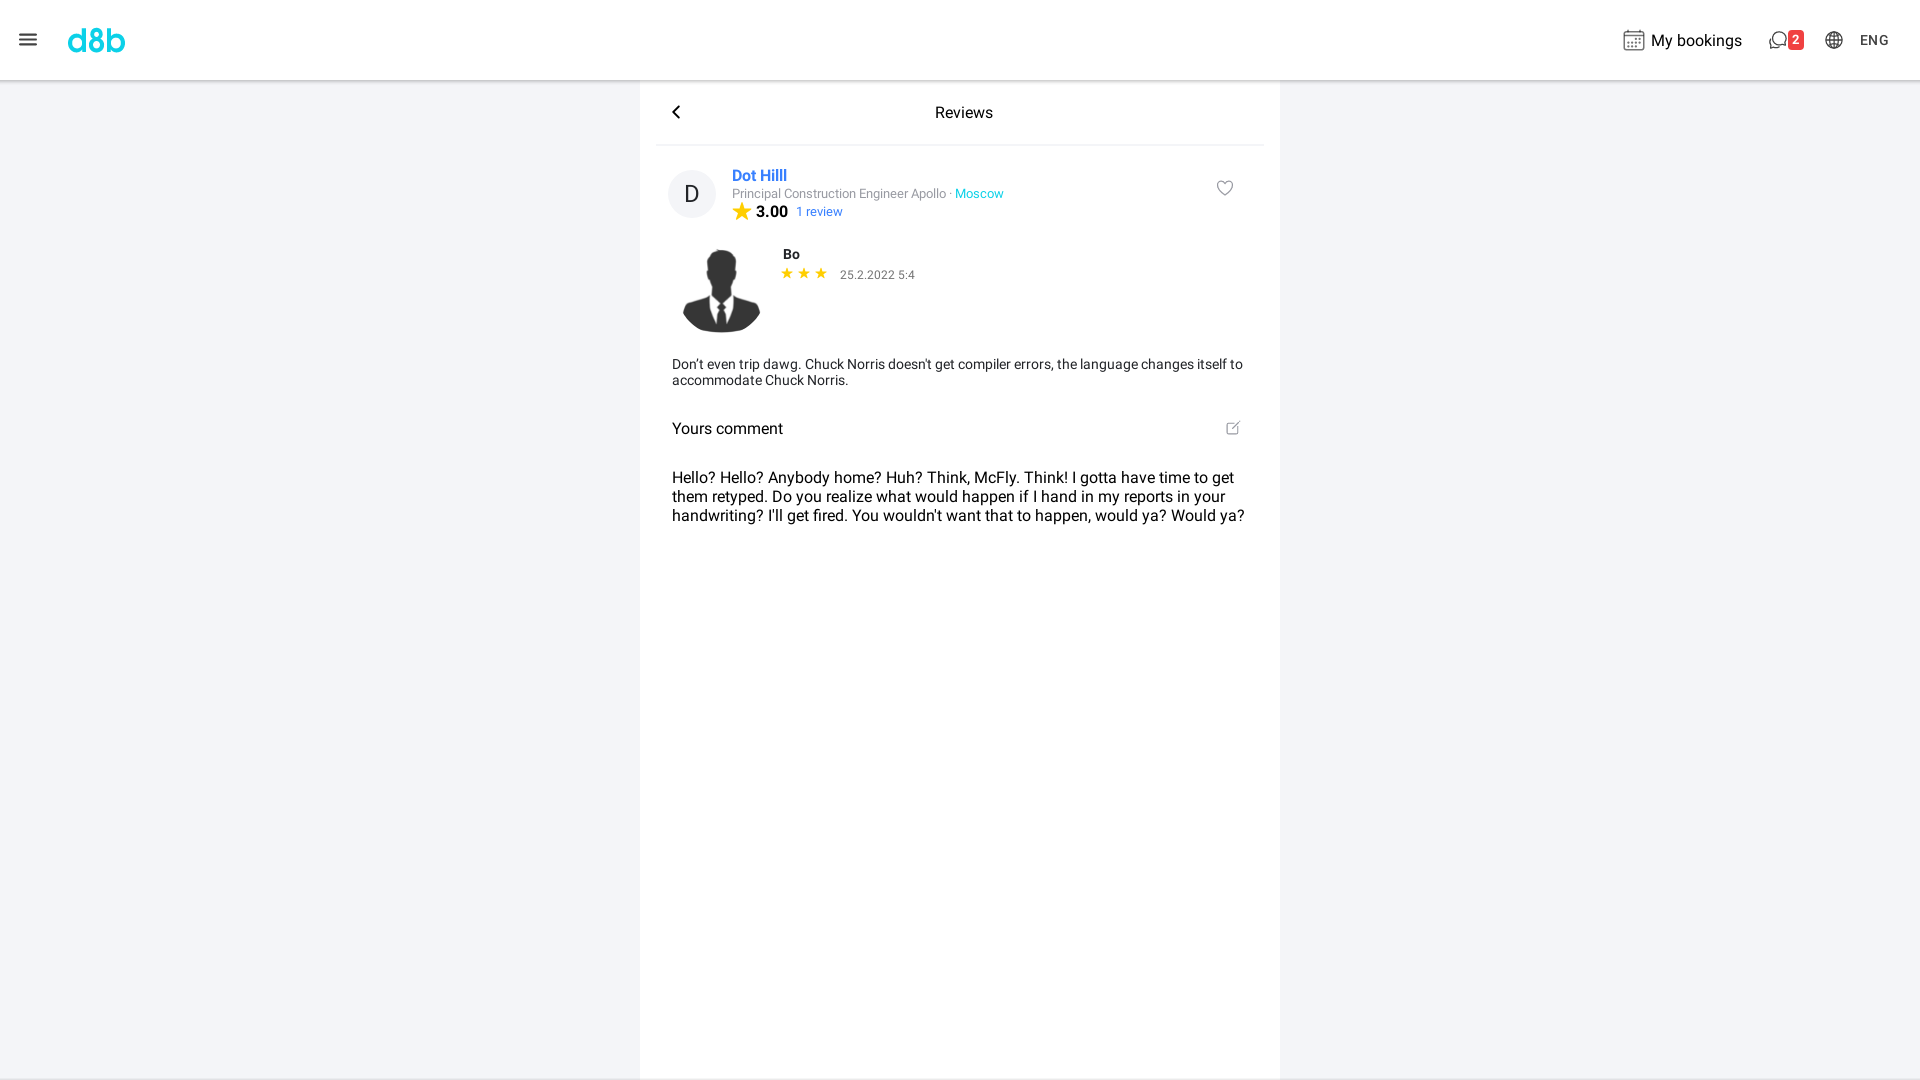 d8b
My bookings
2
ENG
Reviews
D
Dot Hilll
Principal Construction Engineer Apollo · Moscow
3.00 1 review
Bo
25.2.2022 5:4
Don’t even trip dawg. Chuck Norris doesn't get compiler errors, the language changes itself to
accommodate Chuck Norris.
Yours comment
Hello? Hello? Anybody home? Huh? Think, McFly. Think! I gotta have time to get
them retyped. Do you realize what would happen if I hand in my reports in your
handwriting? I'll get fired. You wouldn't want that to happen, would ya? Would ya?